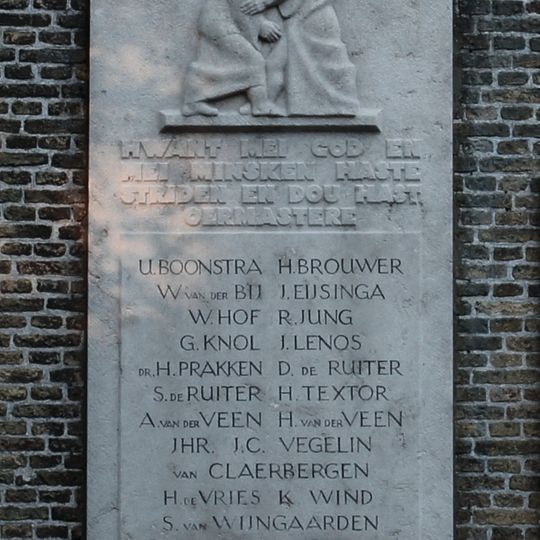 HWANT MEI GOD EN
MEI MINSKEN HASTE
STRIDEN EN DOU HAST
OERMASTERE
U. BOONSTRA H. BROUWER
W. VAN DER BIJ J. EIJSINGA
W. HOF R. JUNG
G. KNOL J. LENOS
DR. H. PRAKKEN D. DE RUITER
S. DE RUITER H. TEXTOR
A. VAN DER VEEN H. VAN DER VEEN
JHR. J.C. VEGELIN
VAN CLAERBERGEN
H. DE VRIES K. WIND
S. VAN WIJNGAARDEN